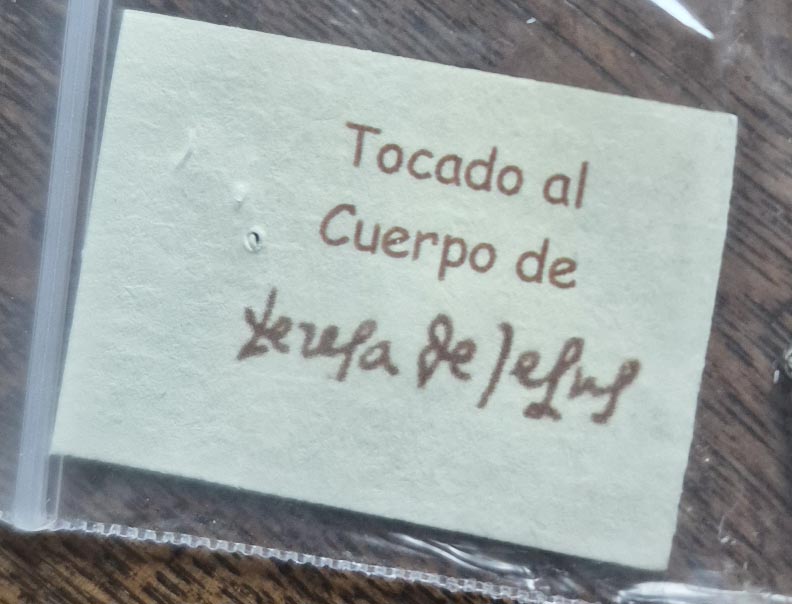 Tocado al
Cuerpo de
teresa de Jesus